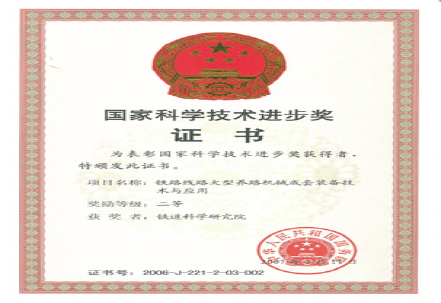 国家科学技术进步奖
证 书
为表彰国家科学技术进步奖获得者，
特颁发此证书。
项目名称：铁路线路大型养路机械成套装备技
术与应用
奖励等级：二等
获 奖 者：铁道科学研究院
证书号：2006-J-221-2-03-002